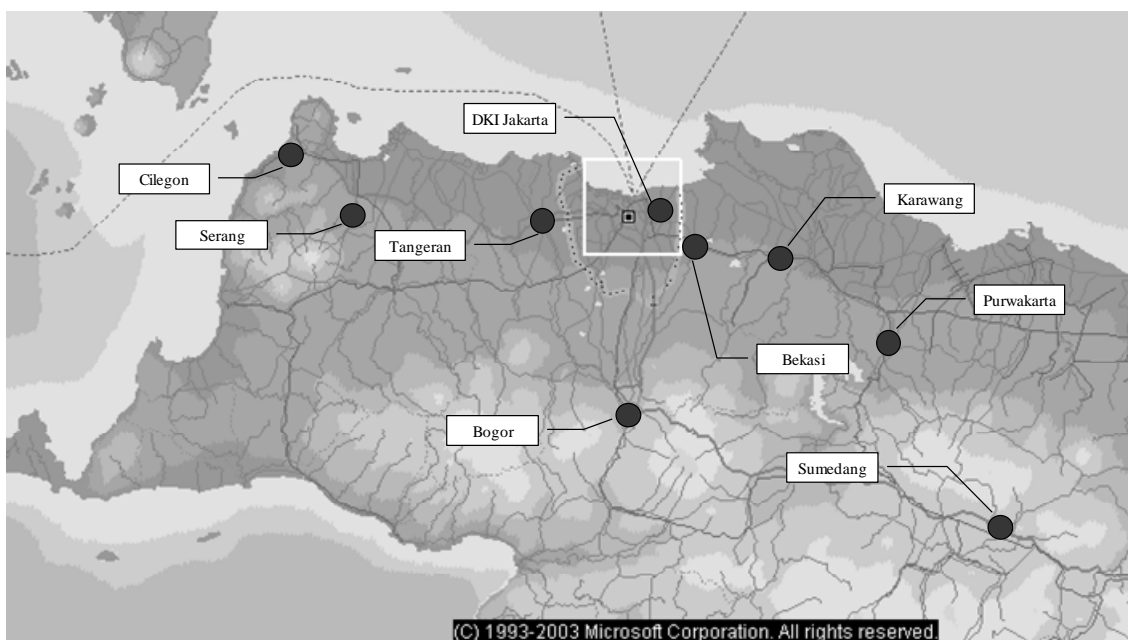 DKI Jakarta
Cilegon
Karawang
Serang
Tangeran
Purwakarta
Bekasi
Bogor
Sumedang
(C) 1993-2003 Microsoft Corporation. All rights reserved.